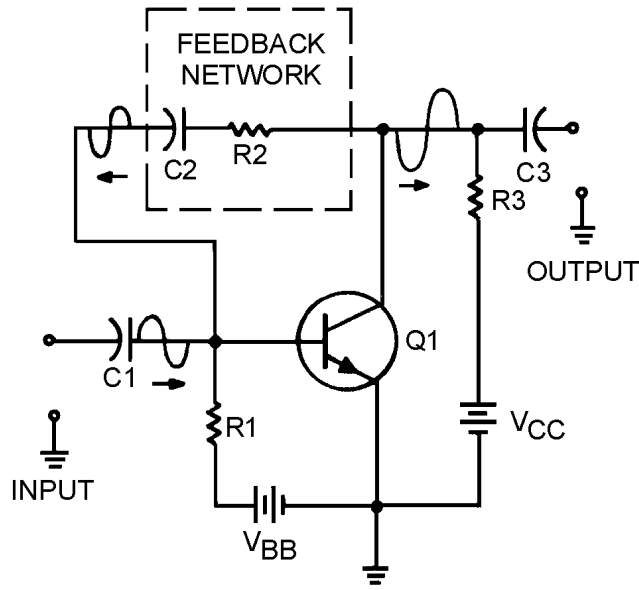 FEEDBACK
NETWORK
C2
R2
C3
R3
OUTPUT
C1
Q1
R1
VCC
INPUT
VBB